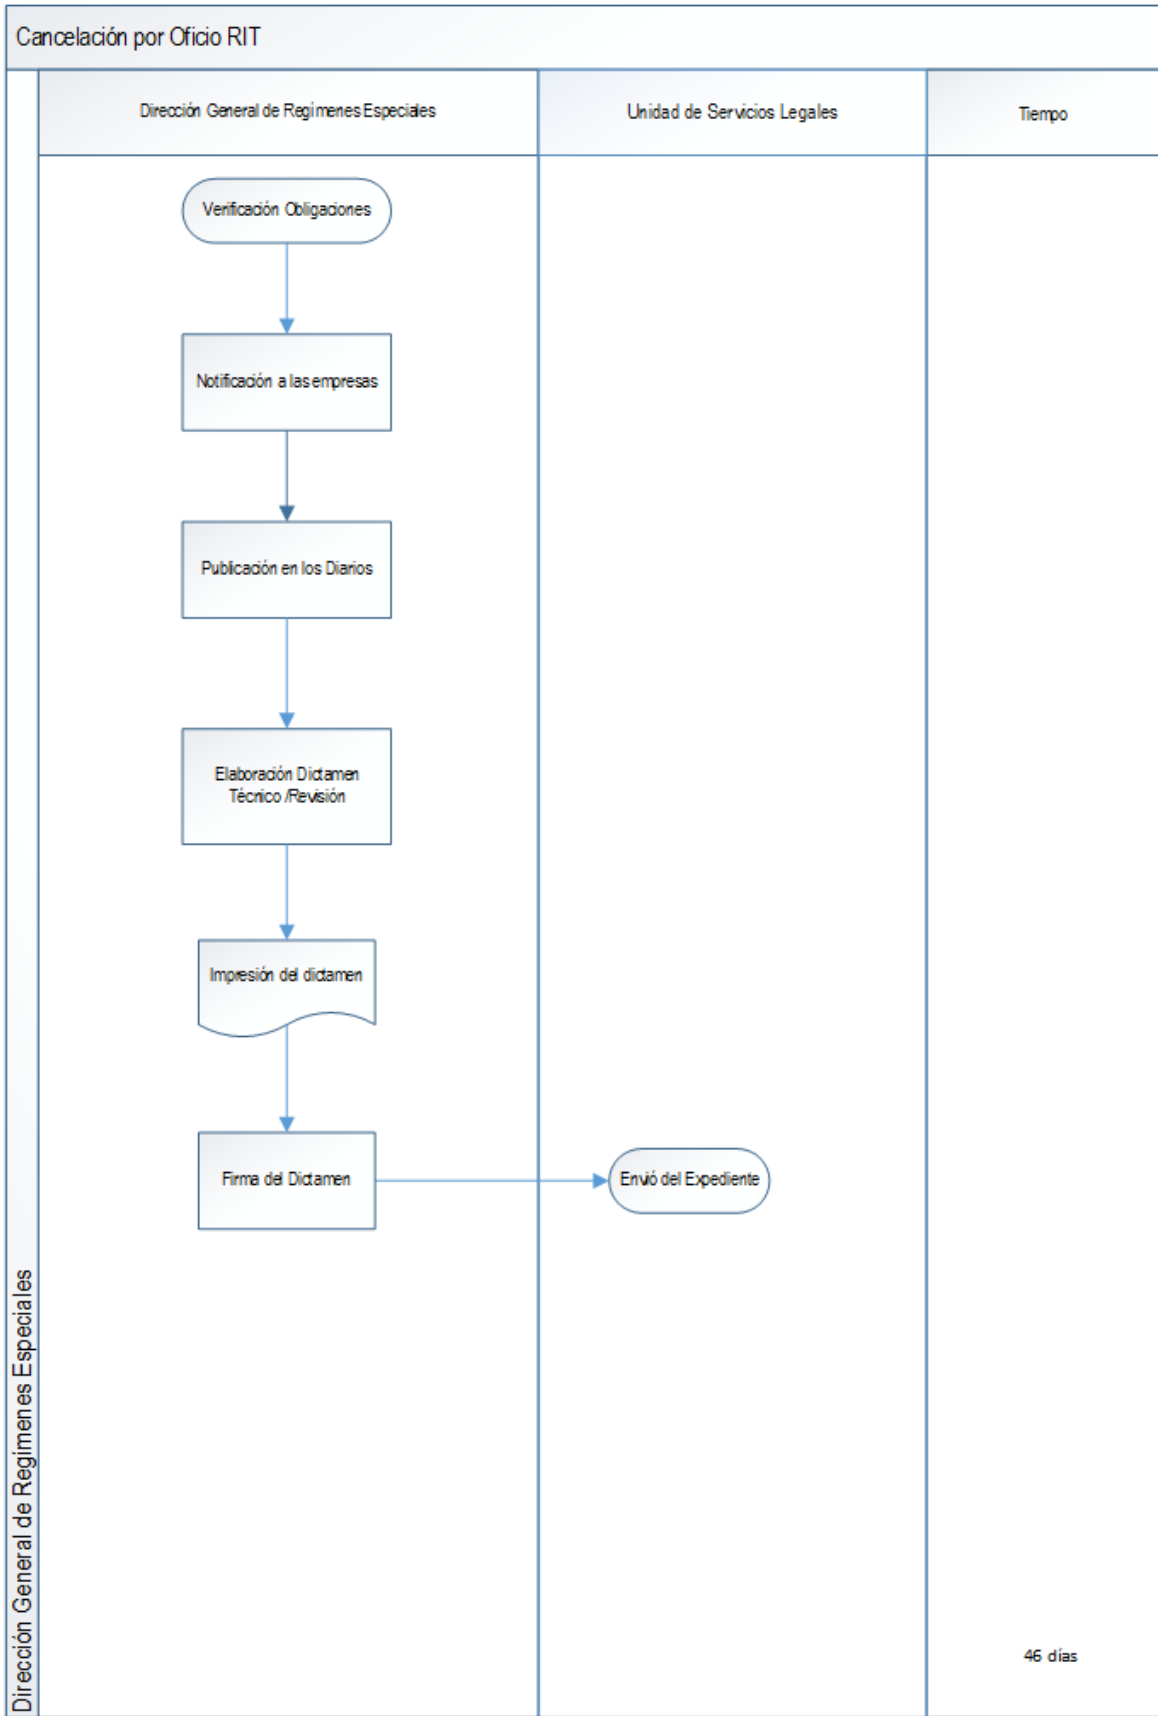 Cancelación por Oficio RIT
Dirección General de Regímenes Especiales
Unidad de Servicios Legales
Tiempo
Verificación Obligaciones
Notificación a las empresas
Publicación en los Diarios
Elaboración Dictamen
Técnico /Revisión
Impresión del dictamen
Firma del Dictamen
Envió del Expediente
Dirección General de Regimenes Especiales
46 días